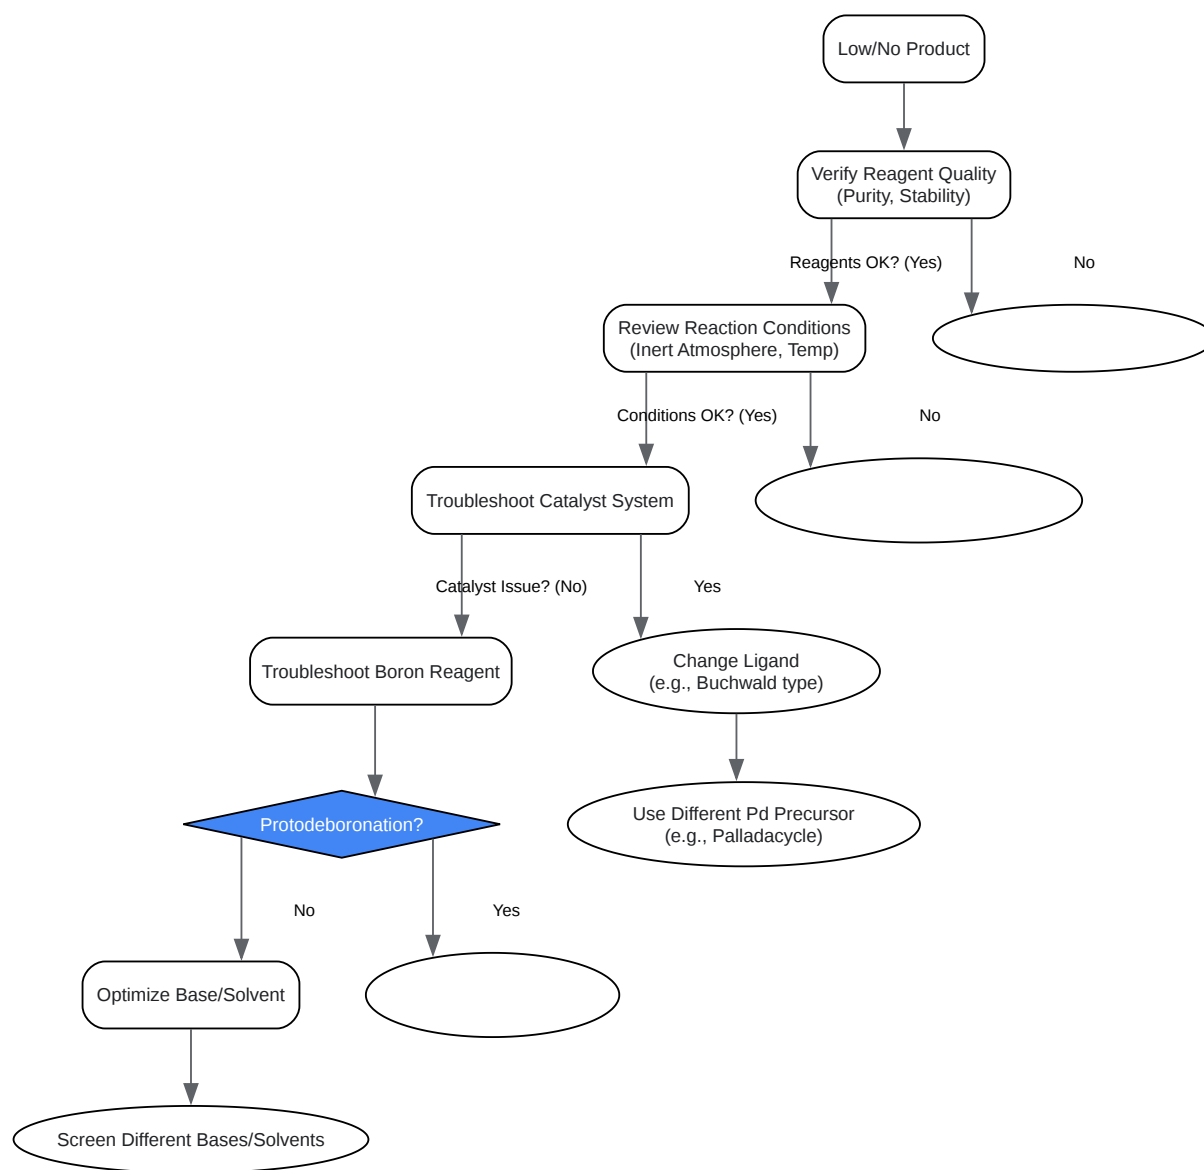 Low/No Product
Verify Reagent Quality
(Purity, Stability)
Reagents OK? (Yes)
No
Review Reaction Conditions
(Inert Atmosphere, Temp)
Conditions OK? (Yes)
No
Troubleshoot Catalyst System
Catalyst Issue? (No)
Yes
Troubleshoot Boron Reagent
Change Ligand
(e.g., Buchwald type)
Protodeboronation?
Use Different Pd Precursor
(e.g., Palladacycle)
No
Yes
Optimize Base/Solvent
Screen Different Bases/Solvents